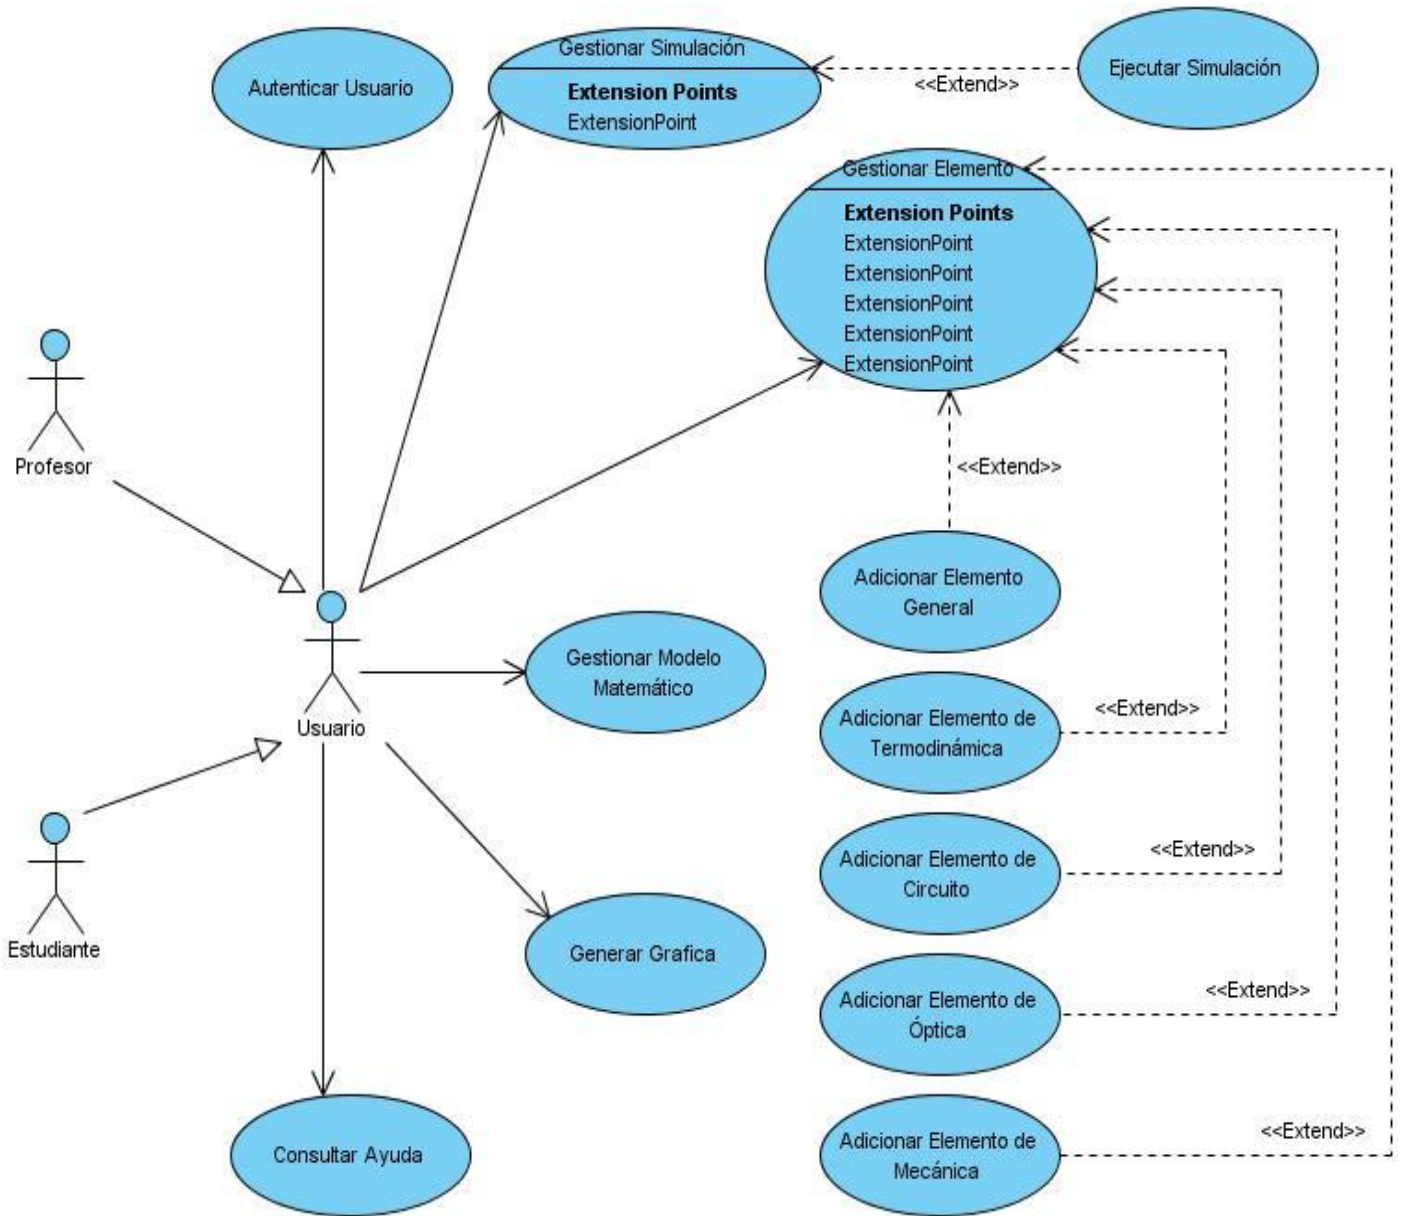 Gestionar Simulación
Extension Points
ExtensionPoint
Autenticar Usuario
<<Extend>>
Ejecutar Simulación
Gestionar Elemento
Extension Points
ExtensionPoint
ExtensionPoint
ExtensionPoint
ExtensionPoint
ExtensionPoint
Profesor
<<Extend>>
Adicionar Elemento
General
Gestionar Modelo
Matemático
Usuario
Adicionar Elemento de
Termodinámica
<<Extend>>
Adicionar Elemento de
Circuito
<<Extend>>
Estudiante
Generar Grafica
Adicionar Elemento de
Óptica
<<Extend>>
Consultar Ayuda
Adicionar Elemento de
Mecánica
<<Extend>>